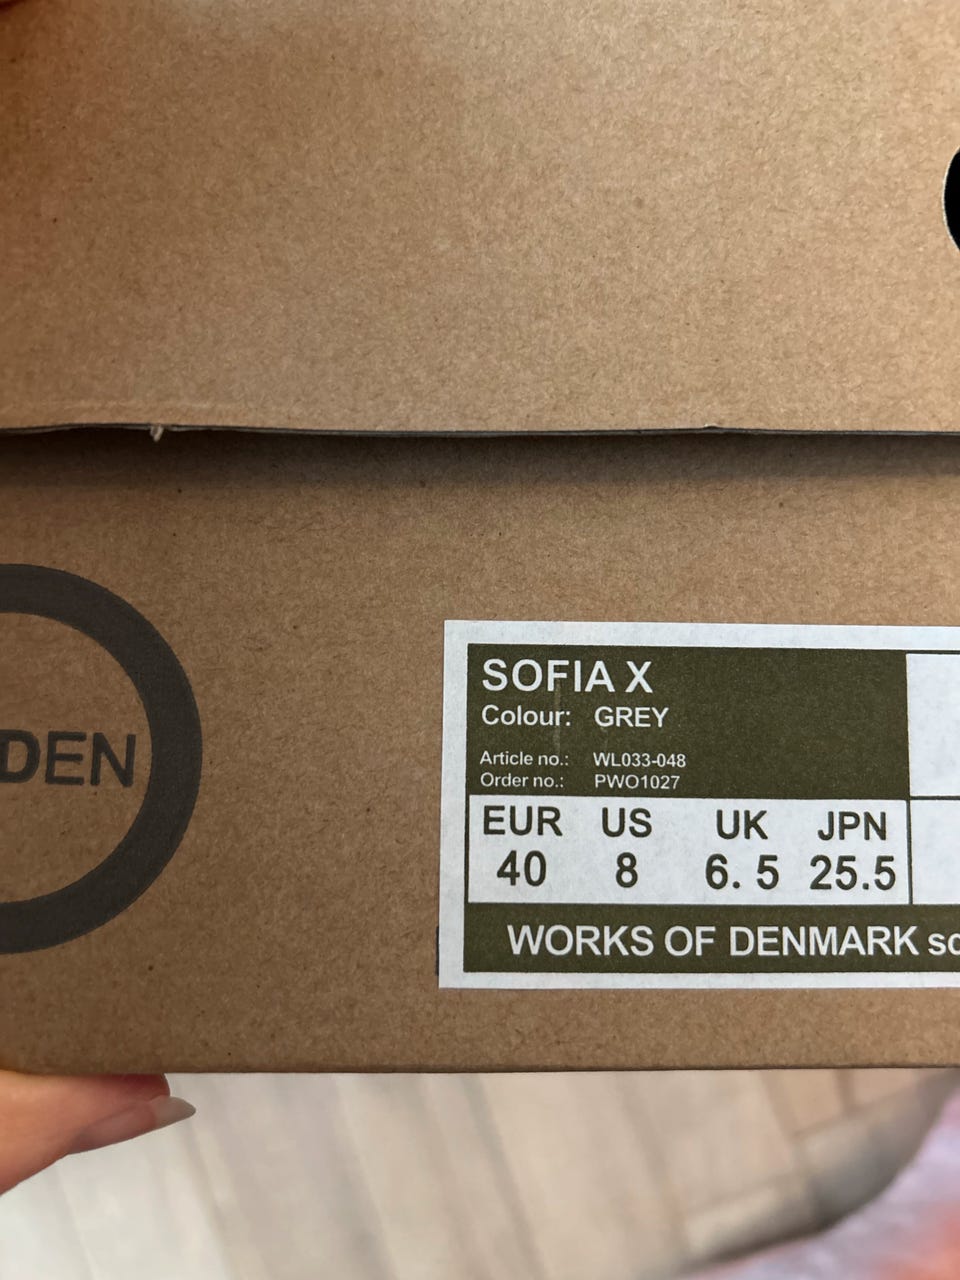 DEN
SOFIA X
Colour: GREY
Article no.: WL033-048
Order no.: PWO1027
EUR US UK JPN
40 8 6. 5 25.5
WORKS OF DENMARK